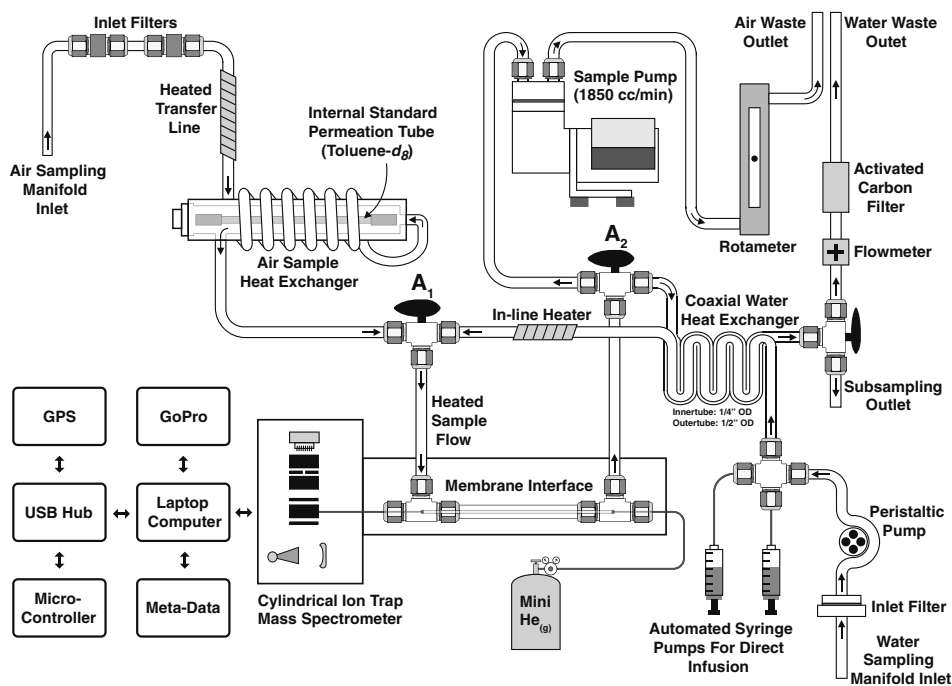 Inlet Filters
Heated
Transfer
Line
Internal Standard
Permeation Tube
(Toluene-d8)
Air Sampling
Manifold
Inlet
Air Sample
Heat Exchanger
Sample Pump
(1850 cc/min)
Air Waste
Outlet
Water Waste
Outet
Activated
Carbon
Filter
Rotameter
Flowmeter
A1
A2
In-line Heater
Coaxial Water
Heat Exchanger
Innertube: 1/4" OD
Outertube: 1/2" OD
Subsampling
Outlet
Heated
Sample
Flow
GPS
GoPro
USB Hub
Laptop
Computer
Micro-
Controller
Meta-Data
Membrane Interface
Cylindrical Ion Trap
Mass Spectrometer
Mini
He(g)
Peristaltic
Pump
Automated Syringe
Pumps For Direct
Infusion
Inlet Filter
Water
Sampling
Manifold Inlet